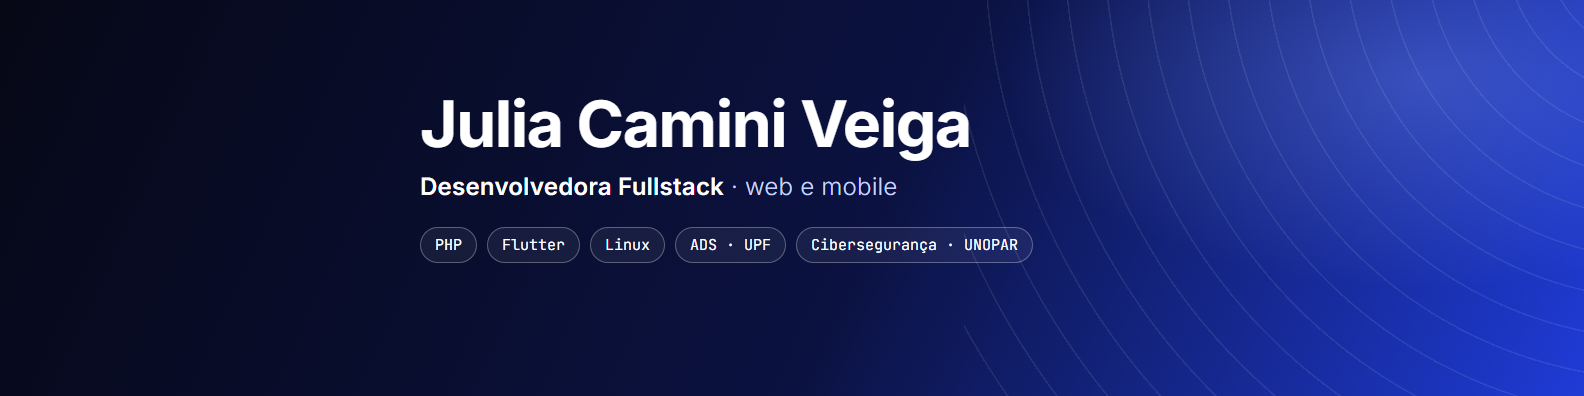 Julia Camini Veiga
Desenvolvedora Fullstack · web e mobile
PHP Flutter Linux ADS · UPF Cibersegurança · UNOPAR